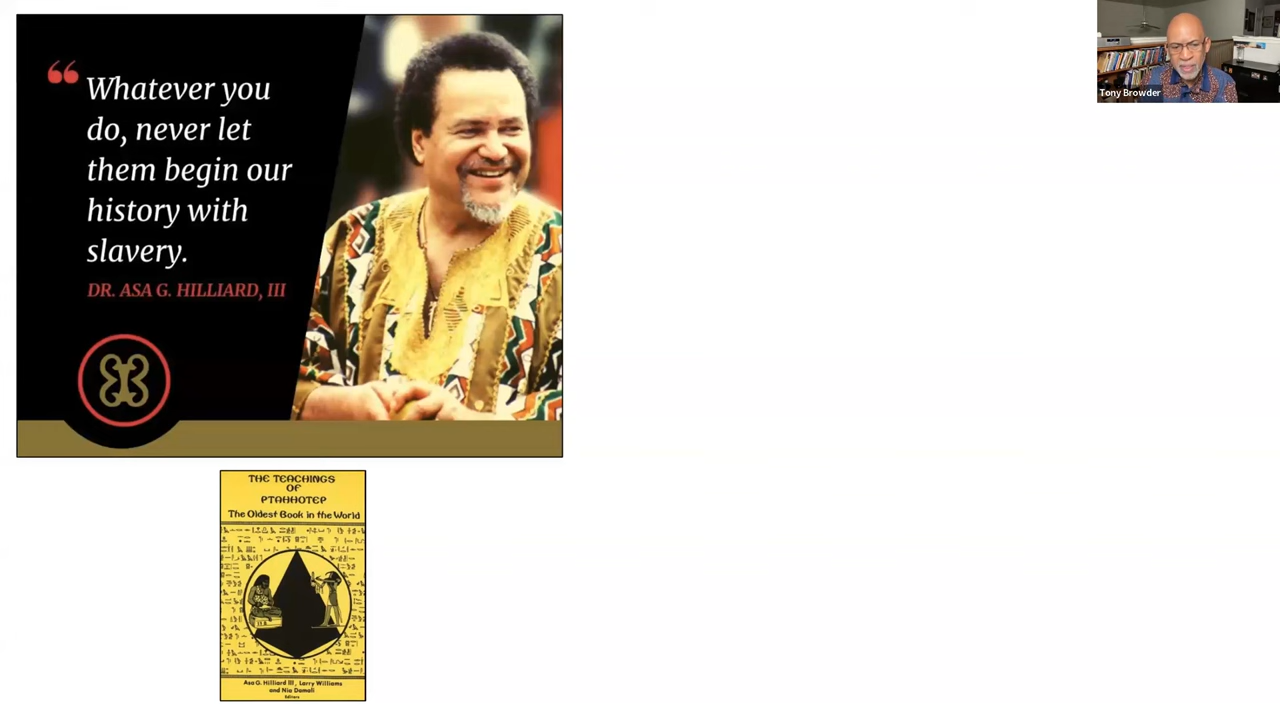 Whatever you
do, never let
them begin our
history with
slavery.
DR. ASA G. HILLIARD, III
THE TEACHINGS
OF
PTAHHOTEP
The Oldest Book in the World
Asa G. Hilliard III, Larry Williams
and Nia Damali
Editors
Tony Browder